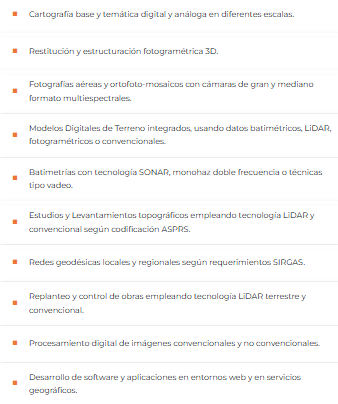 Cartografía base y temática digital y análoga en diferentes escalas.
Restitución y estructuración fotogramétrica 3D.
Fotografías aéreas y ortofoto-mosaicos con cámaras de gran y mediano
formato multiespectrales.
Modelos Digitales de Terreno integrados, usando datos batimétricos, LiDAR,
fotogramétricos o convencionales.
Batimetrías con tecnología SONAR, monohaz doble frecuencia o técnicas
tipo vadeo.
Estudios y Levantamientos topográficos empleando tecnología LiDAR y
convencional según codificación ASPRS.
Redes geodésicas locales y regionales según requerimientos SIRGAS.
Replanteo y control de obras empleando tecnología LiDAR terrestre y
convencional.
Procesamiento digital de imágenes convencionales y no convencionales.
Desarrollo de software y aplicaciones en entornos web y en servicios
geográficos.